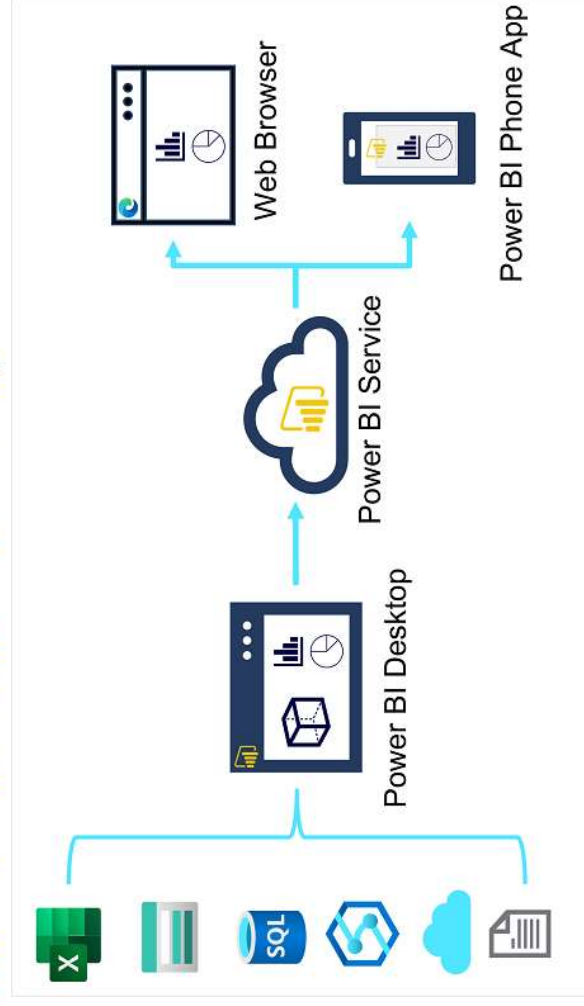 X
SQL
Power BI Desktop
Power BI Service
Web Browser
Power BI Phone App